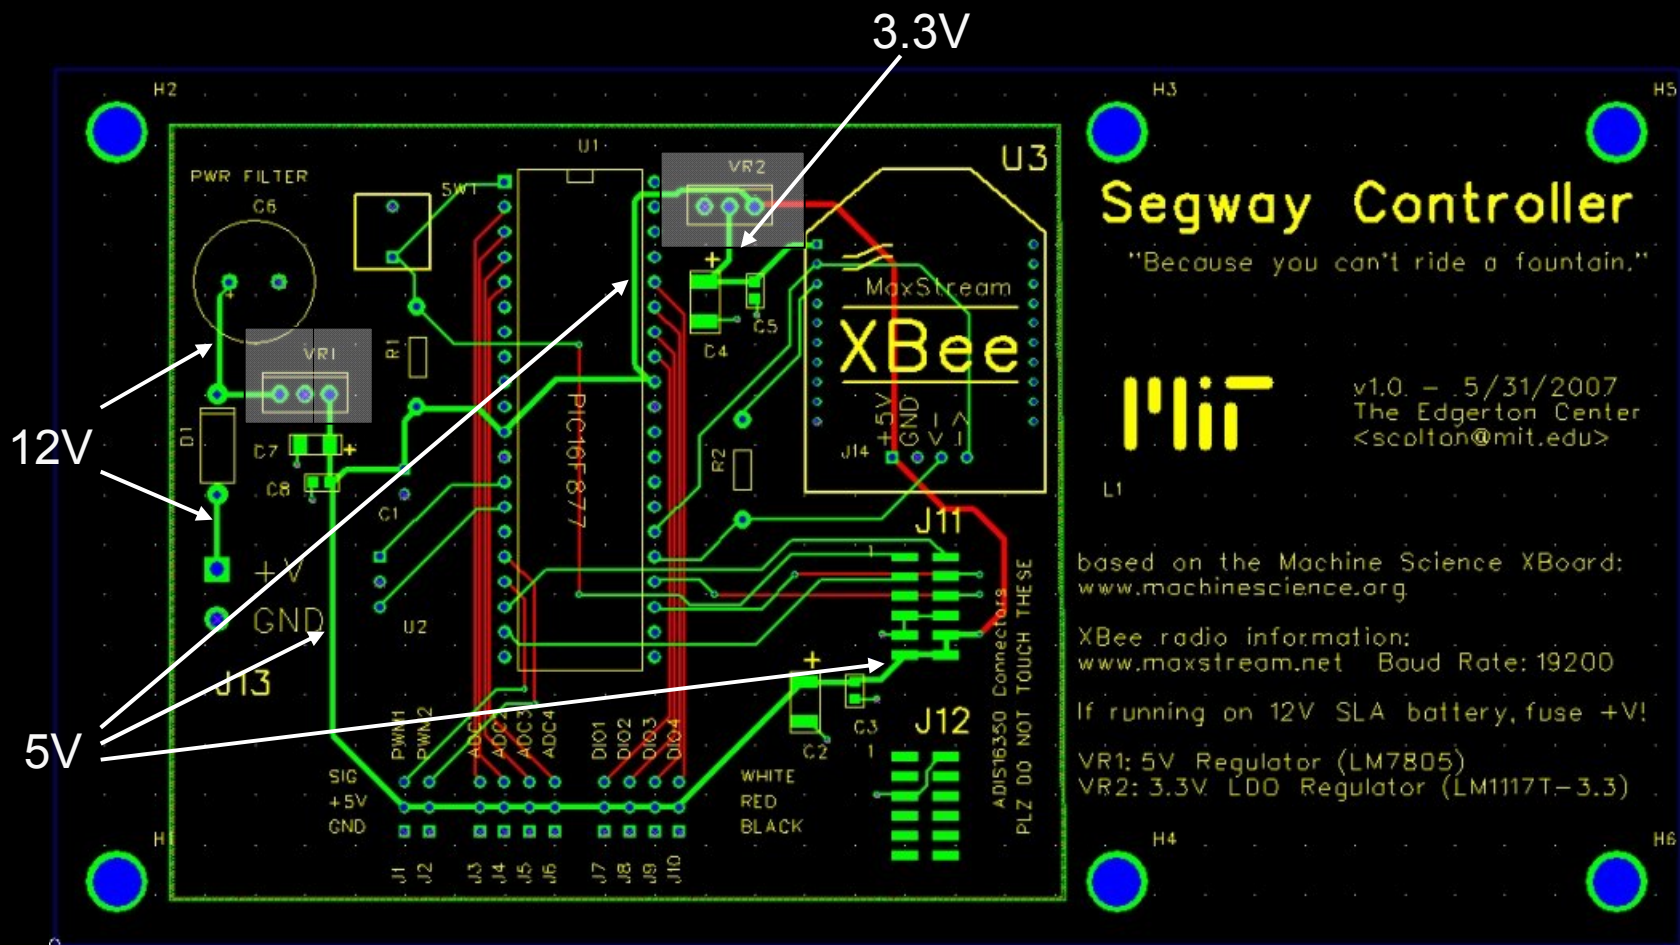 3.3V
H2
H3
H5
U1
VR2
U3
PWR FILTER
SW1
C6
Segway Controller
"Because you can't ride a fountain."
MaxStream
XBee
C5
C4
R1
VR1
12V
D1
C7
C8
C1
PIC16F877
R2
+5V
GND
J14
MIT
v1.0 - 5/31/2007
The Edgerton Center
<scolton@mit.edu>
L1
J11
1
+V
GND
U2
J13
based on the Machine Science XBoard:
www.machinescience.org
XBee radio information:
www.maxstream.net Baud Rate: 19200
If running on 12V SLA battery, fuse +V!
VR1: 5V Regulator (LM7805)
VR2: 3.3V LDO Regulator (LM1117T-3.3)
ADIS16350 Connectors
PLZ DO NOT TOUCH THESE
5V
C2
C3
J12
1
PWM1 PWM2 ADC1 ADC2 ADC3 ADC4 DIO1 DIO2 DIO3 DIO4
SIG
+5V
GND
WHITE
RED
BLACK
J1 J2 J3 J4 J5 J6 J7 J8 J9 J10
H1
H4
H6